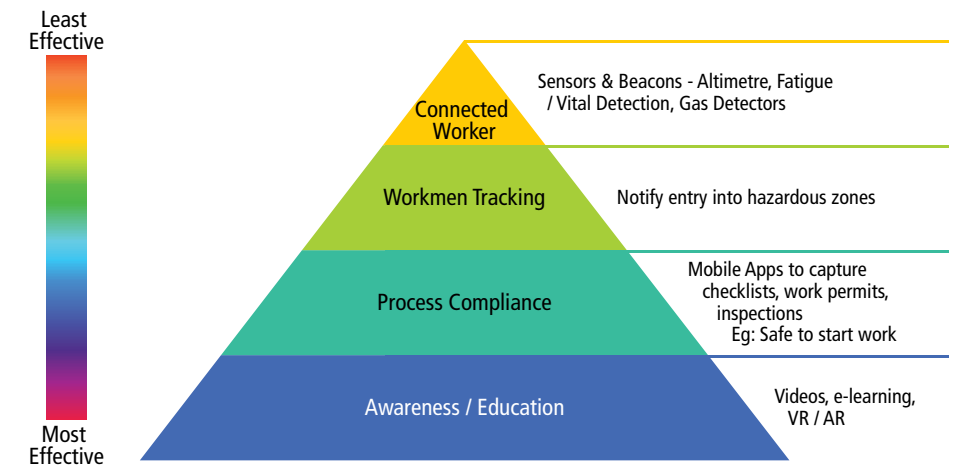 Least
Effective
Sensors & Beacons - Altimetre, Fatigue
/ Vital Detection, Gas Detectors
Connected
Worker
Workmen Tracking
Notify entry into hazardous zones
Process Compliance
Mobile Apps to capture
checklists, work permits,
inspections
Eg: Safe to start work
Awareness / Education
Videos, e-learning,
VR / AR
Most
Effective